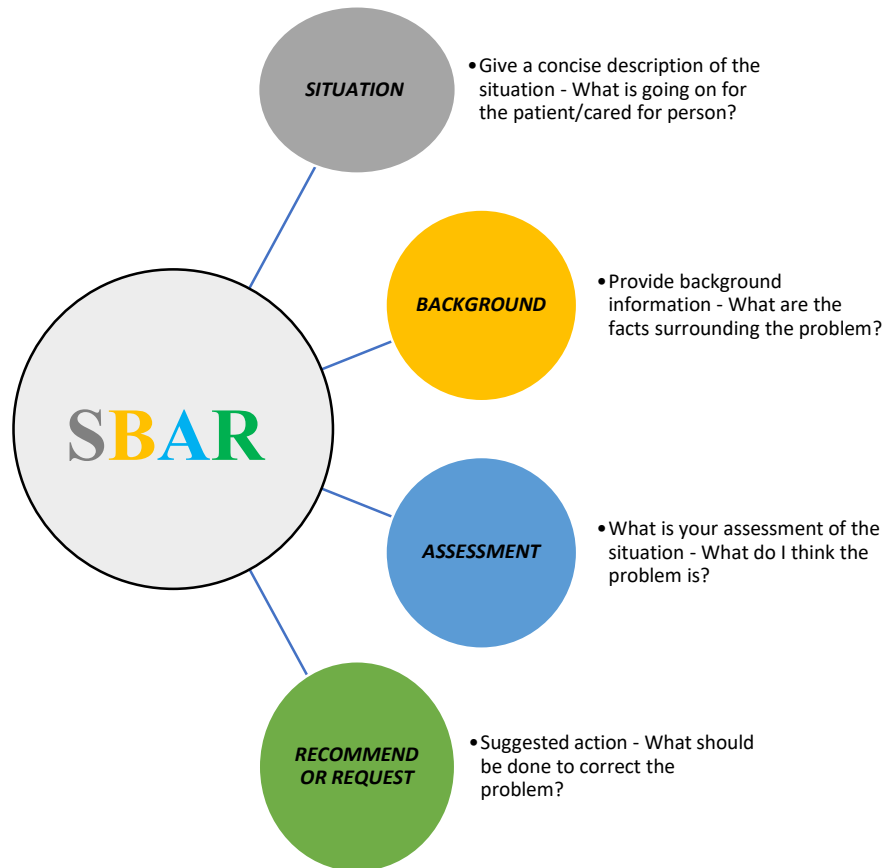 SITUATION
•Give a concise description of the
situation - What is going on for
the patient/cared for person?
BACKGROUND
•Provide background
information - What are the
facts surrounding the problem?
SBAR
ASSESSMENT
•What is your assessment of the
situation - What do I think the
problem is?
RECOMMEND
OR REQUEST
•Suggested action - What should
be done to correct the
problem?